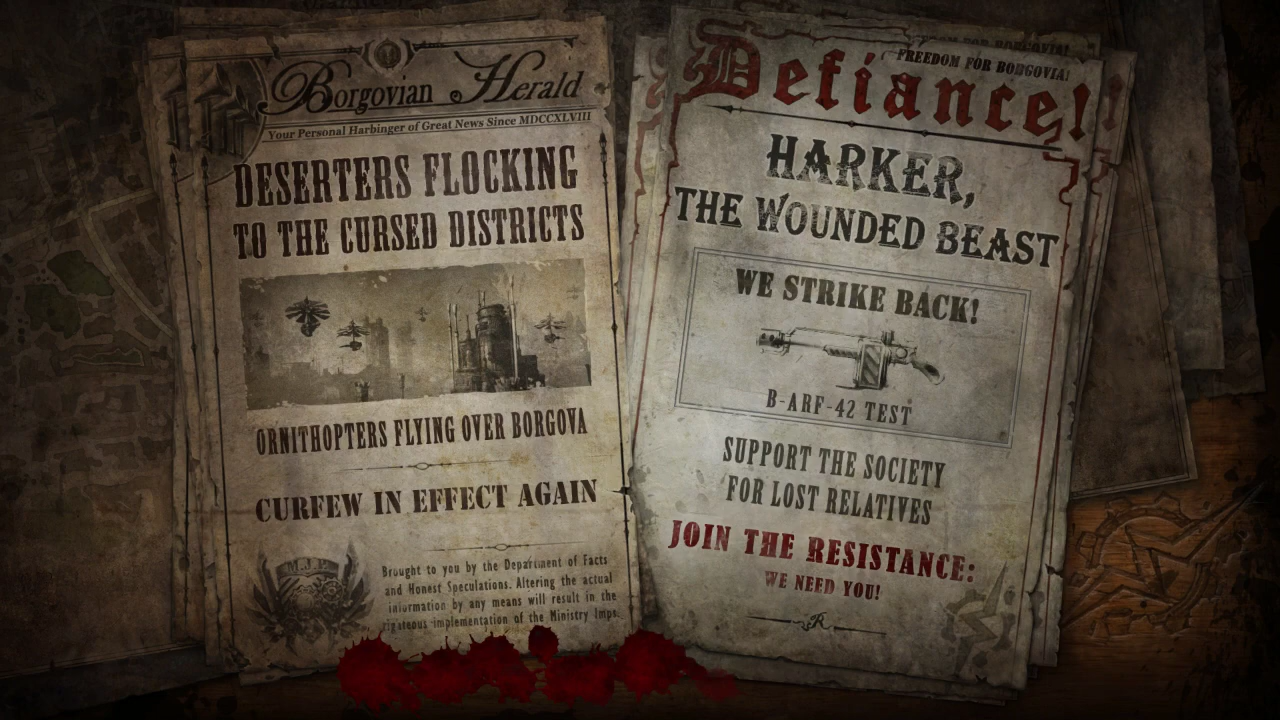 Borgovian Herald
Your Personal Harbinger of Great News Since MDCCXLVIII
DESERTERS FLOCKING
TO THE CURSED DISTRICTS
ORNITHOPTERS FLYING OVER BORGOVA
CURFEW IN EFFECT AGAIN
Brought to you by the Department of Facts
and Honest Speculations. Altering the actual
information by any means will result in the
rigateous implementation of the Ministry Imps.
FREEDOM FOR BORGOVIA!
FREEDOM FOR BORGOVIA!
Defiance!
HARKER,
THE WOUNDED BEAST
WE STRIKE BACK!
B-ARF-42 TEST
SUPPORT THE SOCIETY
FOR LOST RELATIVES
JOIN THE RESISTANCE:
WE NEED YOU!
R